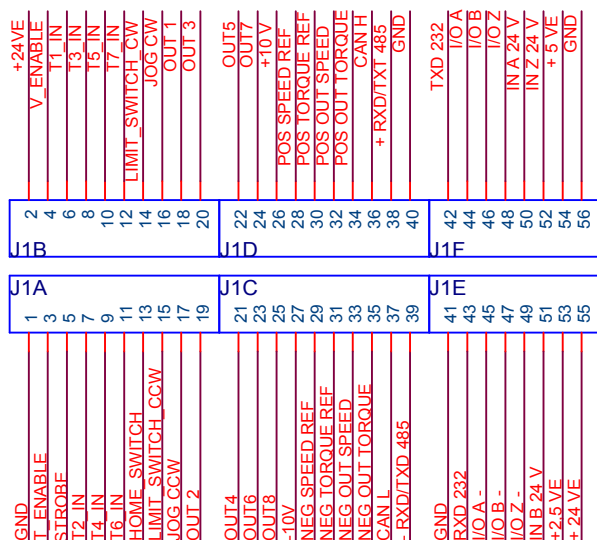 +24VE
V_ENABLE
T1_IN
T3_IN
T5_IN
T7_IN
LIMIT_SWITCH_CW
JOG CW
OUT 1
OUT 3
OUT5
OUT7
+10 V
POS SPEED REF
POS TORQUE REF
POS OUT SPEED
POS OUT TORQUE
CAN H
+ RXD/TXT 485
GND
TXD 232
I/O A
I/O B
I/O Z
IN A 24 V
IN Z 24 V
+ 5 VE
GND
2
4
6
8
10
12
14
16
18
20
22
24
26
28
30
32
34
36
38
40
42
44
46
48
50
52
54
56
J1B
J1D
J1F
J1A
J1C
J1E
1
3
5
7
9
11
13
15
17
19
21
23
25
27
29
31
33
35
37
39
41
43
45
47
49
51
53
55
GND
T_ENABLE
STROBE
T2_IN
T4_IN
T6_IN
HOME_SWITCH
LIMIT_SWITCH_CCW
JOG CCW
OUT 2
OUT4
OUT6
OUT8
-10V
NEG SPEED REF
NEG TORQUE REF
NEG OUT SPEED
NEG OUT TORQUE
CAN L
- RXD/TXD 485
GND
RXD 232
I/O A -
I/O B -
I/O Z -
IN B 24 V
+2,5 VE
+ 24 VE